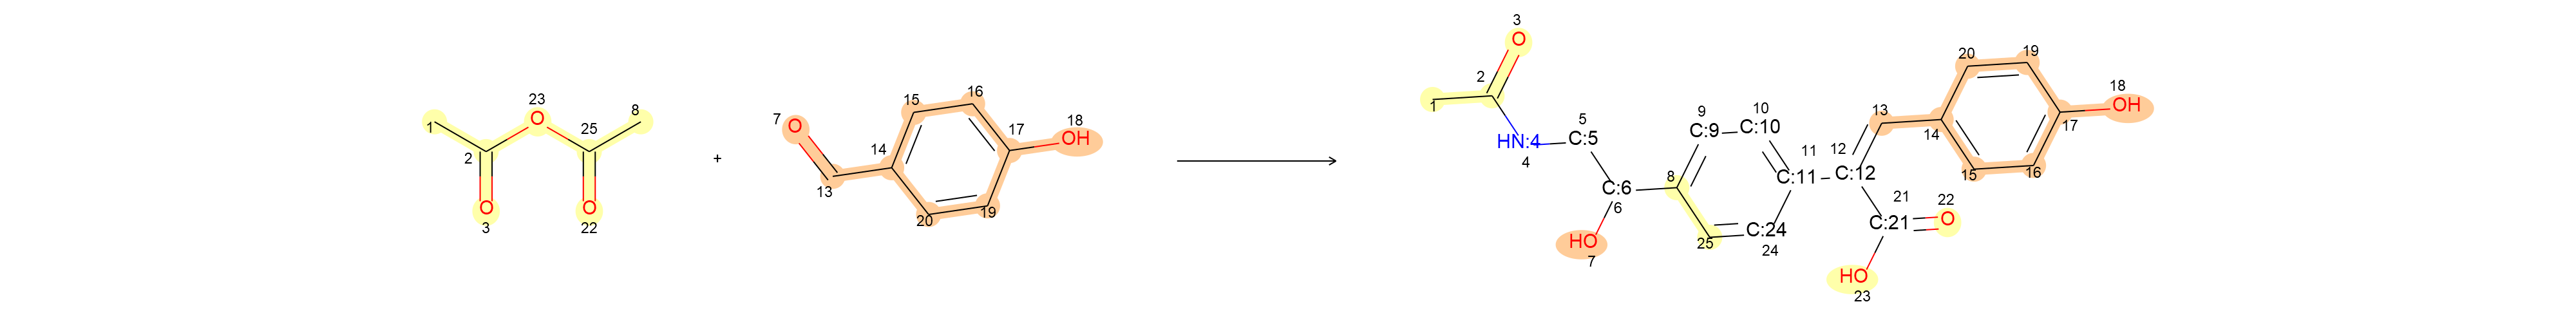 O 3
1 2 HN:4 4
5 C:5
C:6 6
HO 7
8 9 C:9
10 C:10
11 C:11
12 C:12
13 14 15 16 17
18 OH
19 20
21 C:21
22 O
HO 23
C:24 24
25
1 2 O 3 O 23 25 O 22 8
+
7 O 13 14 15 16 17 18 OH 19 20